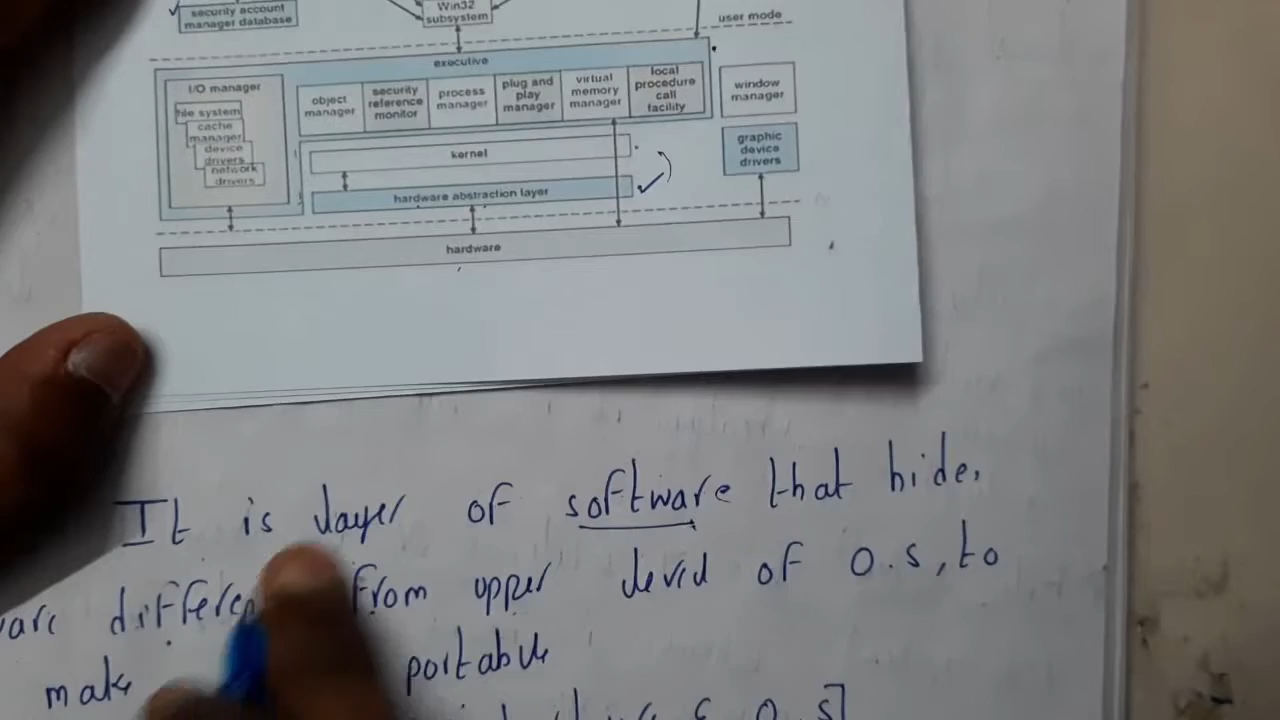 security account
manager database
Win32
subsystem
user mode
executive
I/O manager
file system
cache
manager
device
drivers
network
drivers
object
manager
security
reference
monitor
process
manager
plug and
play
manager
virtual
memory
manager
local
procedure
call
facility
window
manager
graphic
device
drivers
kernel
hardware abstraction layer
hardware
It is layer of software that hide.
from upper of O.S, to
make portable
O.S]